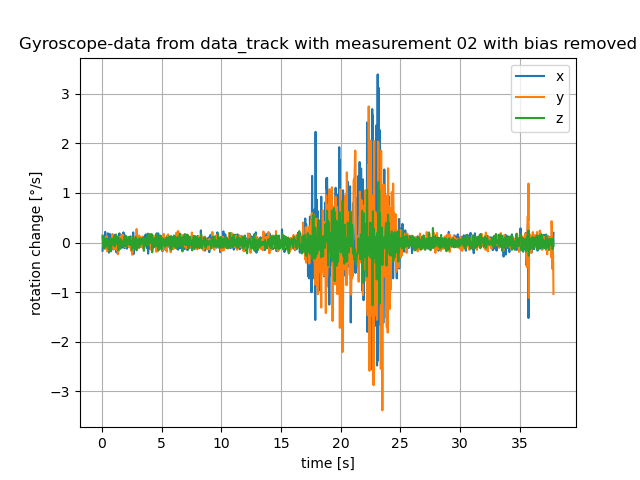 Gyroscope-data from data_track with measurement 02 with bias removed
x
y
z
3
2
1
0
−1
−2
−3
rotation change [°/s]
0 5 10 15 20 25 30 35
time [s]